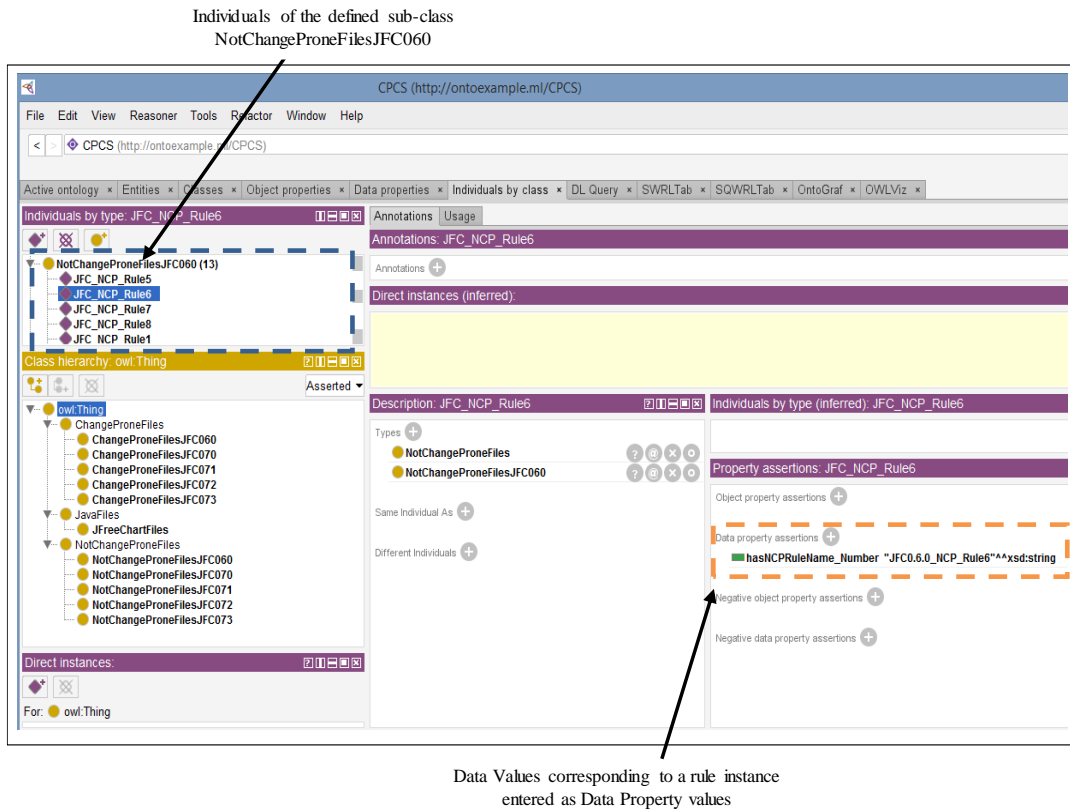 Individuals of the defined sub-class
NotChangeProneFilesJFC060
CPCS (http://ontoexample.ml/CPCS)
File Edit View Reasoner Tools Refactor Window Help
< > CPCS (http://ontoexample.ml/CPCS)
Active ontology × Entities × Classes × Object properties × Data properties × Individuals by class × DL Query × SWRLTab × SQWRLTab × OntoGraf × OWLViz ×
Individuals by type: JFC_NCP_Rule6
NotChangeProneFilesJFC060 (13)
JFC_NCP_Rule5
JFC_NCP_Rule6
JFC_NCP_Rule7
JFC_NCP_Rule8
JFC_NCP_Rule1
Class hierarchy: owl:Thing
Asserted
owl:Thing
ChangeProneFiles
ChangeProneFilesJFC060
ChangeProneFilesJFC070
ChangeProneFilesJFC071
ChangeProneFilesJFC072
ChangeProneFilesJFC073
JavaFiles
JFreeChartFiles
NotChangeProneFiles
NotChangeProneFilesJFC060
NotChangeProneFilesJFC070
NotChangeProneFilesJFC071
NotChangeProneFilesJFC072
NotChangeProneFilesJFC073
Direct instances:
For: owl:Thing
Annotations Usage
Annotations: JFC_NCP_Rule6
Annotations
Direct instances (inferred):
Description: JFC_NCP_Rule6
Types
NotChangeProneFiles
NotChangeProneFilesJFC060
Same Individual As
Different Individuals
Individuals by type (inferred): JFC_NCP_Rule6
Property assertions: JFC_NCP_Rule6
Object property assertions
Data property assertions
hasNCPRuleName_Number "JFC0.6.0_NCP_Rule6"^^xsd:string
Negative object property assertions
Negative data property assertions
Data Values corresponding to a rule instance
entered as Data Property values